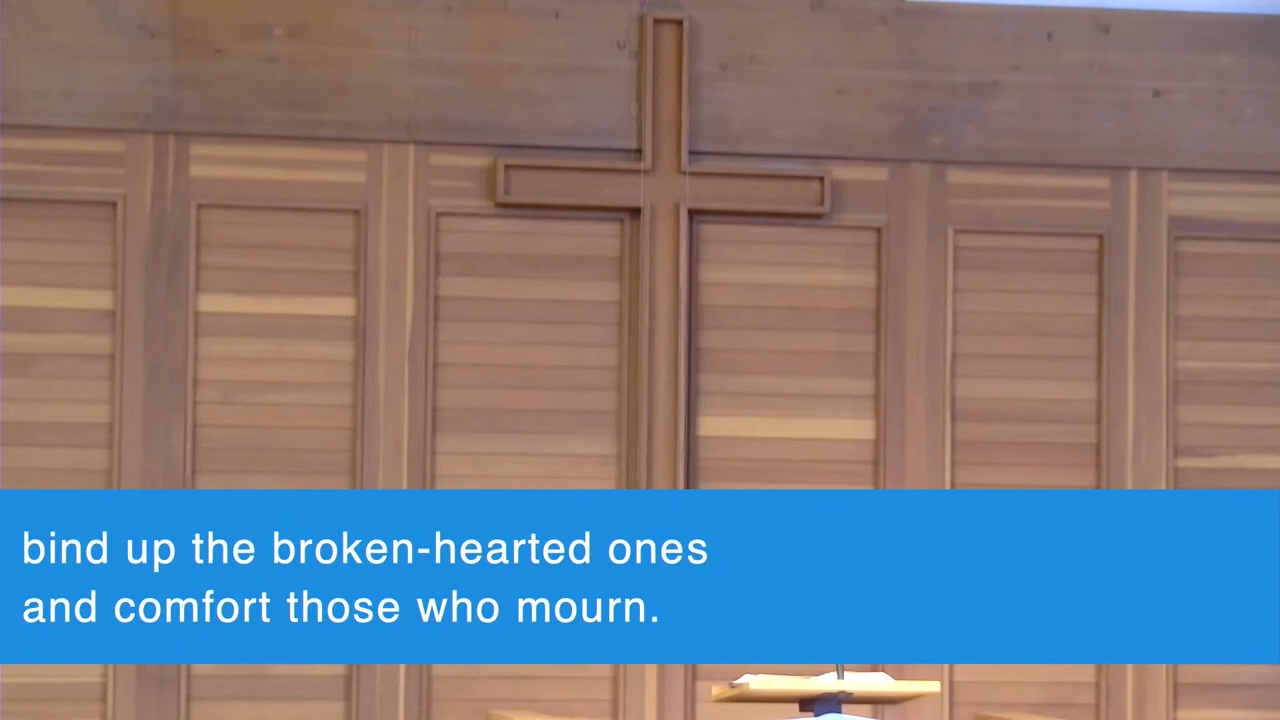 bind up the broken-hearted ones
and comfort those who mourn.